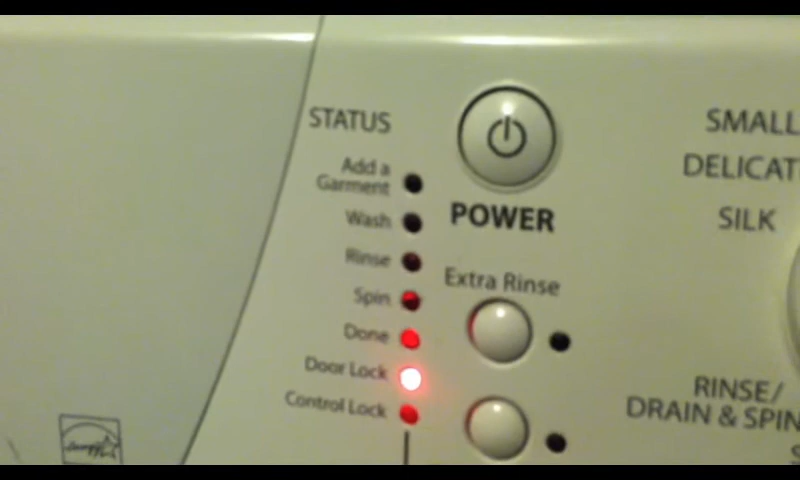 STATUS
Add a
Garment
Wash
Rinse
Spin
Done
Door Lock
Control Lock
POWER
Extra Rinse
SMALL
DELICAT
SILK
RINSE/
DRAIN & SPIN